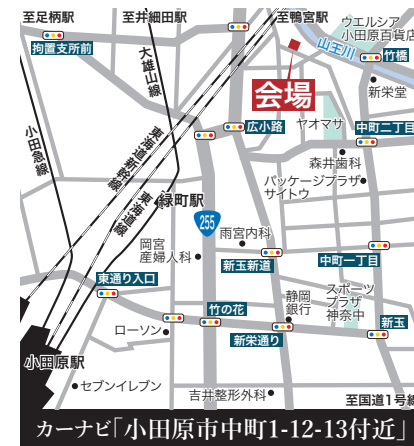 至足柄駅
至井細田駅
至鴨宮駅
ウエルシア
小田原百貨店
拘置支所前
山王川
竹橋
大雄山線
新栄堂
会場
小田急線
東海道新幹線
広小路
ヤオマサ
中町二丁目
森井歯科
東海道線
パッケージプラザ
サイトウ
緑町駅
255
雨宮内科
岡宮
産婦人科
新玉新道
中町一丁目
東通り入口
静岡
銀行
スポーツ
プラザ
神奈中
竹の花
新玉
ローソン
新栄通り
小田原駅
セブンイレブン
吉井整形外科
至国道1号線
カーナビ「小田原市中町1-12-13付近」